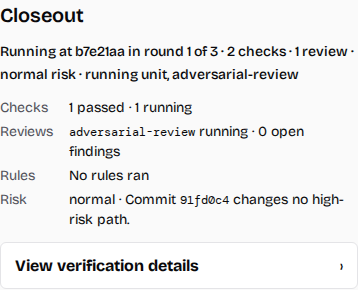 Closeout
Running at b7e21aa in round 1 of 3 · 2 checks · 1 review ·
normal risk · running unit, adversarial-review
Checks 1 passed · 1 running
Reviews adversarial-review running · 0 open
findings
Rules No rules ran
Risk normal · Commit 91fd0c4 changes no high-
risk path.
View verification details ›